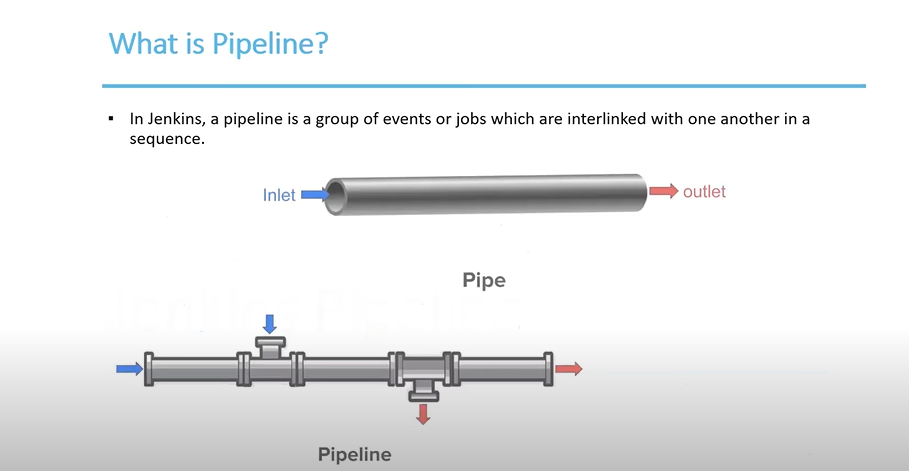 What is Pipeline?
▪ In Jenkins, a pipeline is a group of events or jobs which are interlinked with one another in a
sequence.
Inlet
outlet
Pipe
Pipeline